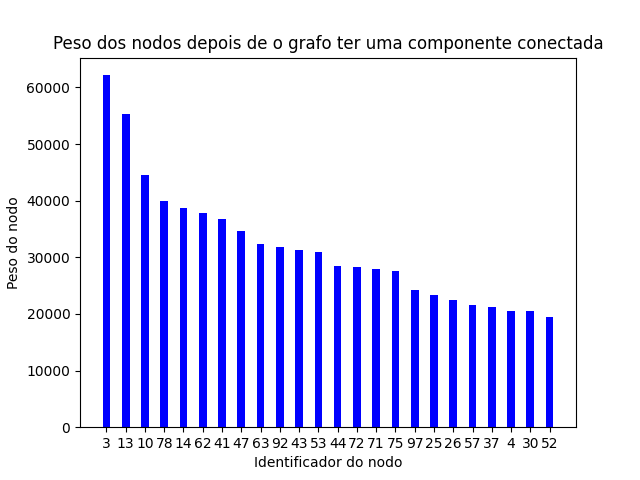 Peso dos nodos depois de o grafo ter uma componente conectada
Peso do nodo
60000
50000
40000
30000
20000
10000
0
3 13 10 78 14 62 41 47 63 92 43 53 44 72 71 75 97 25 26 57 37 4 30 52
Identificador do nodo